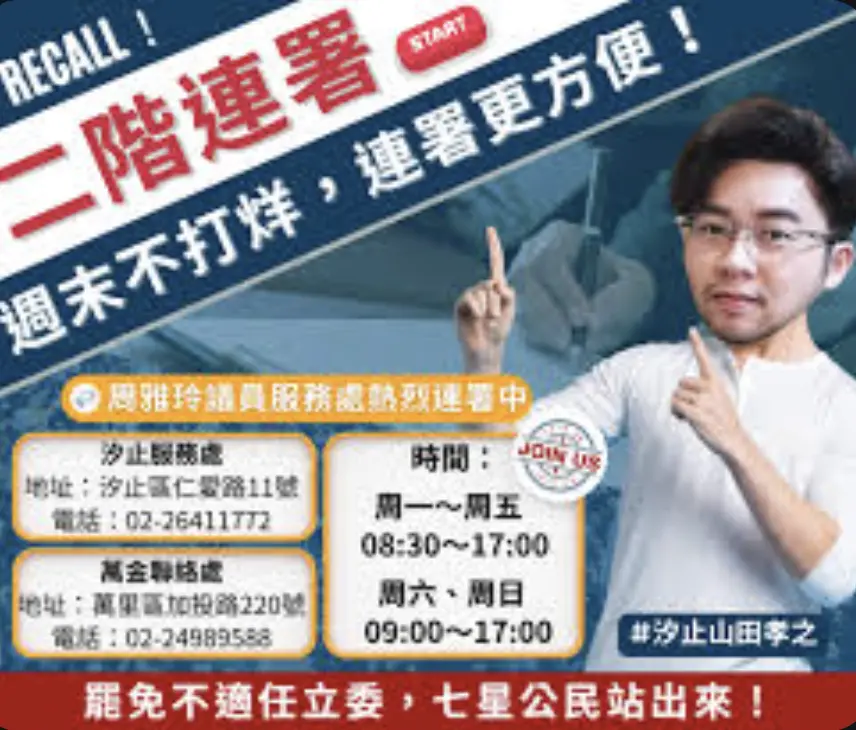 RECALL！
二階連署
START
週末不打烊，連署更方便！
周雅玲議員服務處熱烈連署中
汐止服務處
地址：汐止區仁愛路11號
電話：02-26411772
萬金聯絡處
地址：萬里區加投路220號
電話：02-24989588
時間：
周一～周五
08:30～17:00
周六、周日
09:00～17:00
JOIN US
#汐止山田孝之
罷免不適任立委，七星公民站出來！